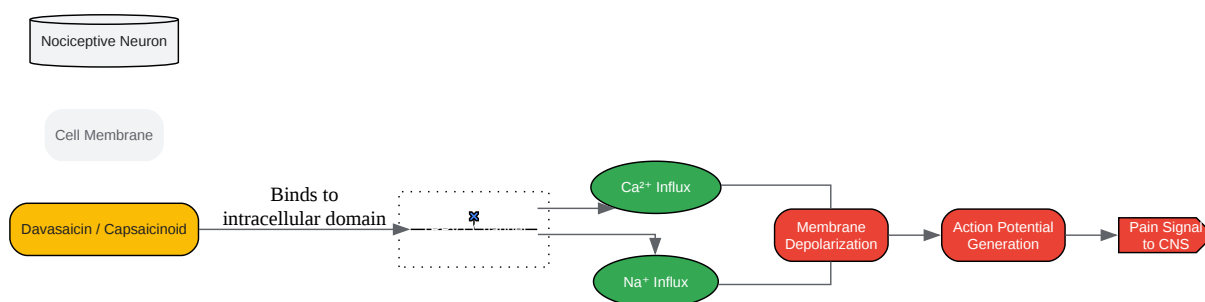 Nociceptive Neuron
Cell Membrane
Davasaicin / Capsaicinoid
Binds to
intracellular domain
Ca²⁺ Influx
Na⁺ Influx
Membrane
Depolarization
Action Potential
Generation
Pain Signal
to CNS